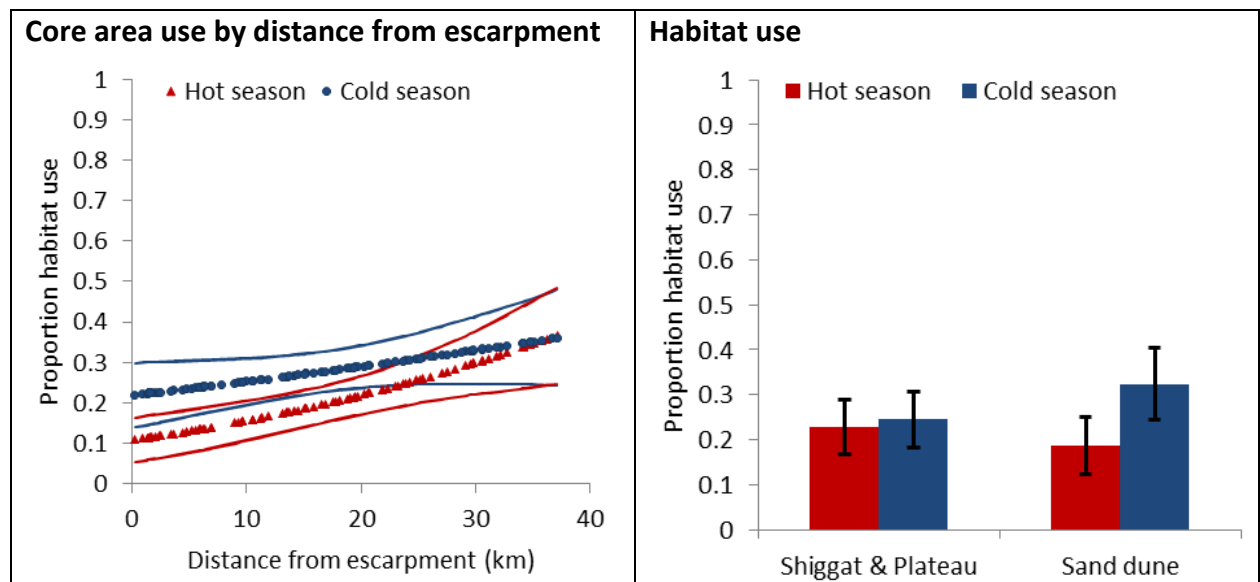 Core area use by distance from escarpment
Hot season Cold season
Proportion habitat use
1
0.9
0.8
0.7
0.6
0.5
0.4
0.3
0.2
0.1
0
0 10 20 30 40
Distance from escarpment (km)
Habitat use
Hot season Cold season
Proportion habitat use
1
0.9
0.8
0.7
0.6
0.5
0.4
0.3
0.2
0.1
0
Shiggat & Plateau Sand dune